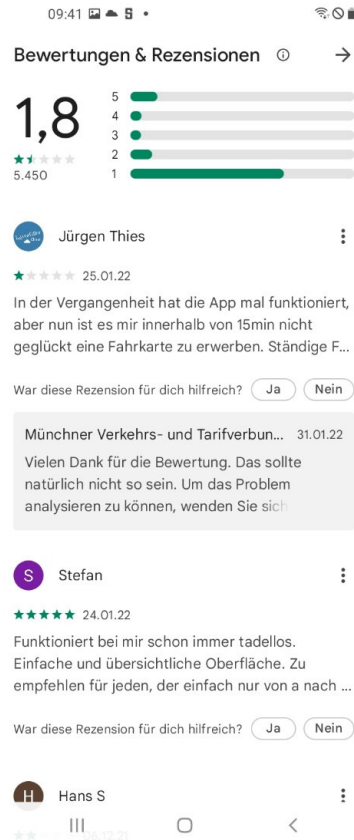 09:41
Bewertungen & Rezensionen
1,8
5
4
3
2
1
5.450
Jürgen Thies
25.01.22
In der Vergangenheit hat die App mal funktioniert,
aber nun ist es mir innerhalb von 15min nicht
geglückt eine Fahrkarte zu erwerben. Ständige F...
War diese Rezension für dich hilfreich? Ja Nein
Münchner Verkehrs- und Tarifverbun... 31.01.22
Vielen Dank für die Bewertung. Das sollte
natürlich nicht so sein. Um das Problem
analysieren zu können, wenden Sie sich
S Stefan
24.01.22
Funktioniert bei mir schon immer tadellos.
Einfache und übersichtliche Oberfläche. Zu
empfehlen für jeden, der einfach nur von a nach ...
War diese Rezension für dich hilfreich? Ja Nein
H Hans S
06.12.21